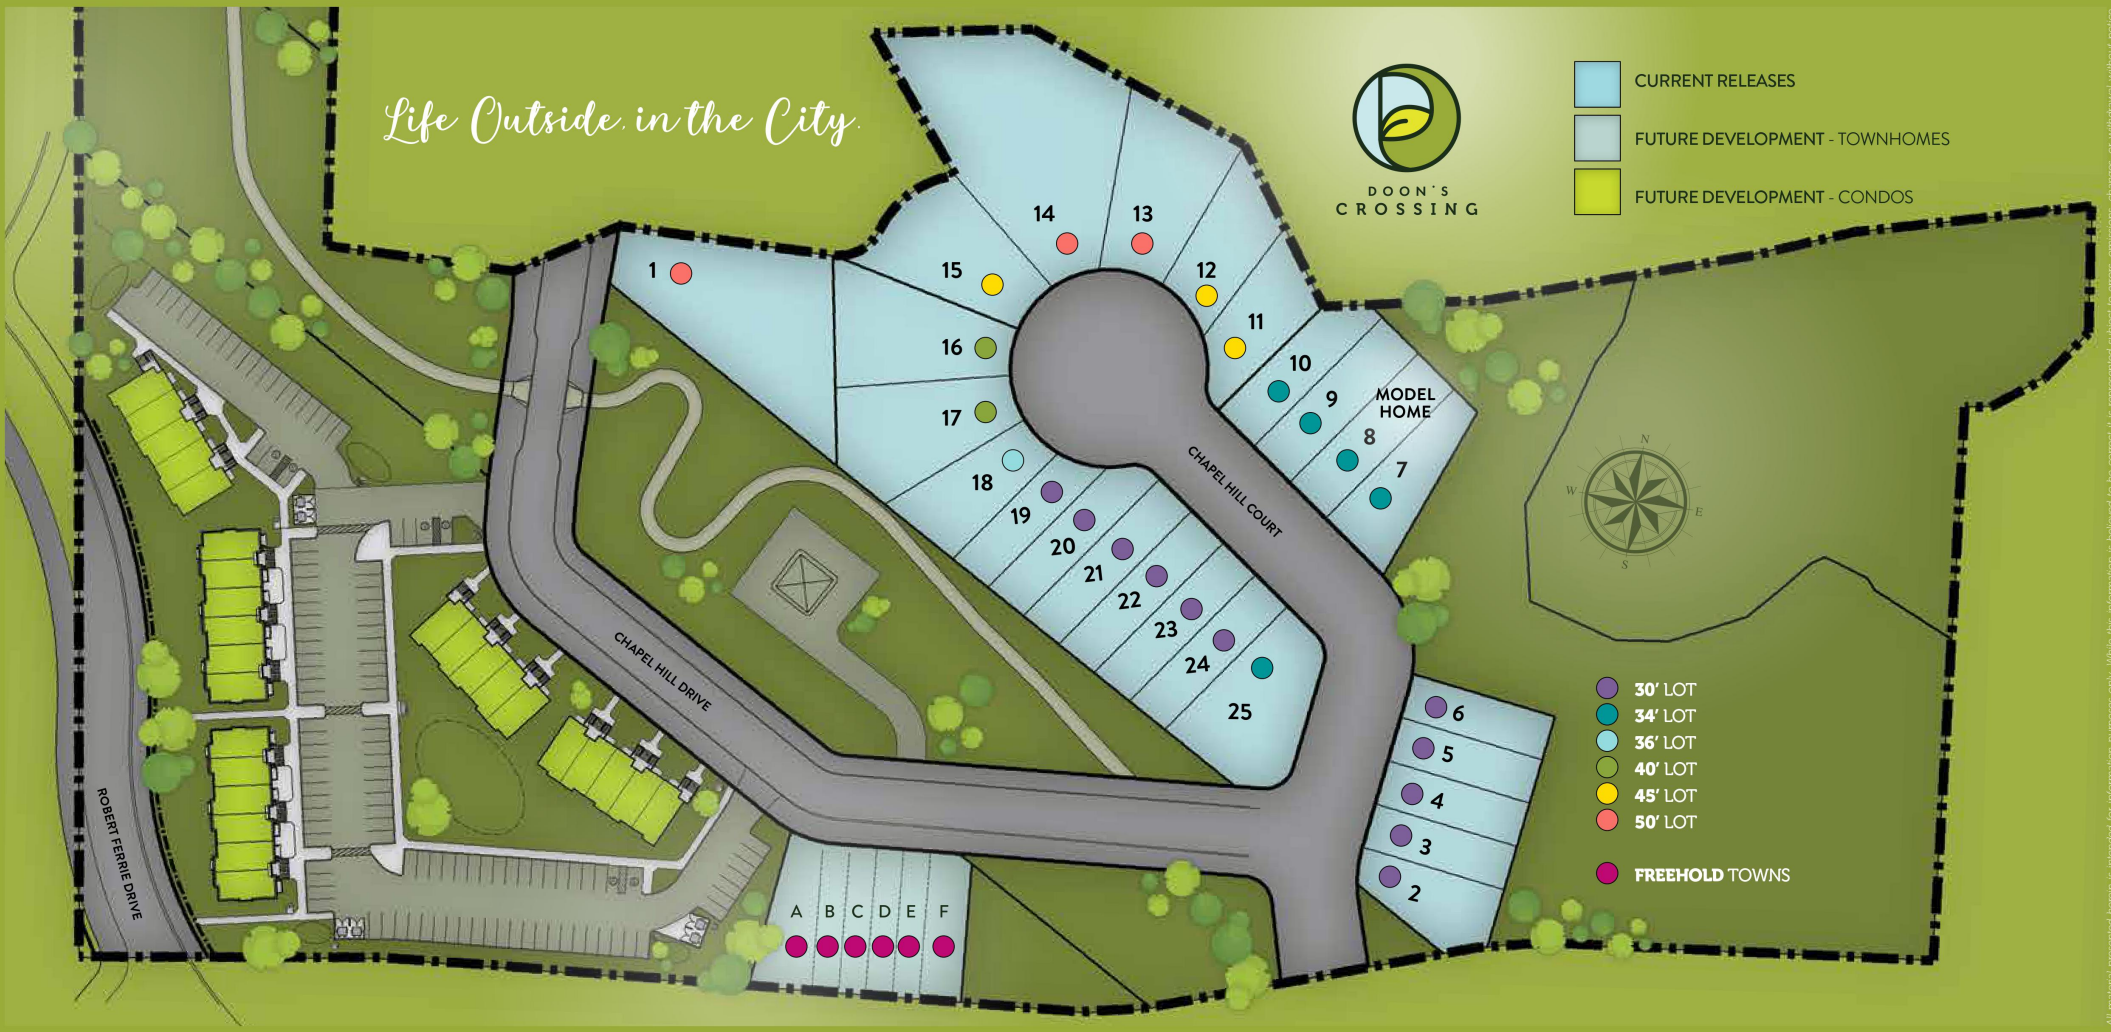 Life Outside. in the City.
DOON'S
CROSSING
CURRENT RELEASES
FUTURE DEVELOPMENT - TOWNHOMES
FUTURE DEVELOPMENT - CONDOS
1
14
13
15
12
16
11
17
10
9
MODEL
HOME
8
7
18
19
20
21
22
23
24
25
CHAPEL HILL COURT
N
W
E
S
CHAPEL HILL DRIVE
ROBERT FERRIE DRIVE
6
5
4
3
2
A B C D E F
30' LOT
34' LOT
36' LOT
40' LOT
45' LOT
50' LOT
FREEHOLD TOWNS